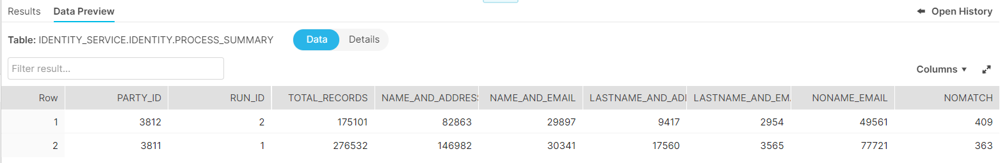 Results Data Preview Open History
Table: IDENTITY_SERVICE.IDENTITY.PROCESS_SUMMARY Data Details
Filter result...
Columns
Row PARTY_ID RUN_ID TOTAL_RECORDS NAME_AND_ADDRES NAME_AND_EMAIL LASTNAME_AND_AD LASTNAME_AND_EM NONAME_EMAIL NOMATCH
1 3812 2 175101 82863 29897 9417 2954 49561 409
2 3811 1 276532 146982 30341 17560 3565 77721 363